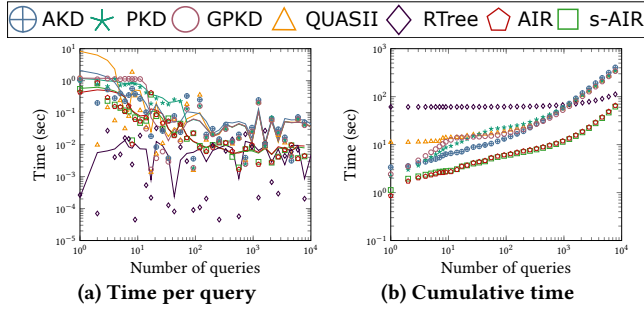 AKD PKD GPKD QUASII RTree AIR s-AIR
10^1
10^0
10^-1
10^-2
10^-3
10^-4
10^-5
Time (sec)
10^0 10^1 10^2 10^3 10^4
Number of queries
(a) Time per query
10^3
10^2
10^1
10^0
10^-1
Time (sec)
10^0 10^1 10^2 10^3 10^4
Number of queries
(b) Cumulative time